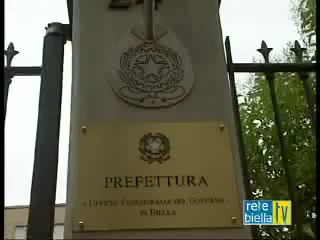 PREFETTURA
UFFICIO TERRITORIALE DEL GOVERNO
DI BIELLA
rete
biella TV